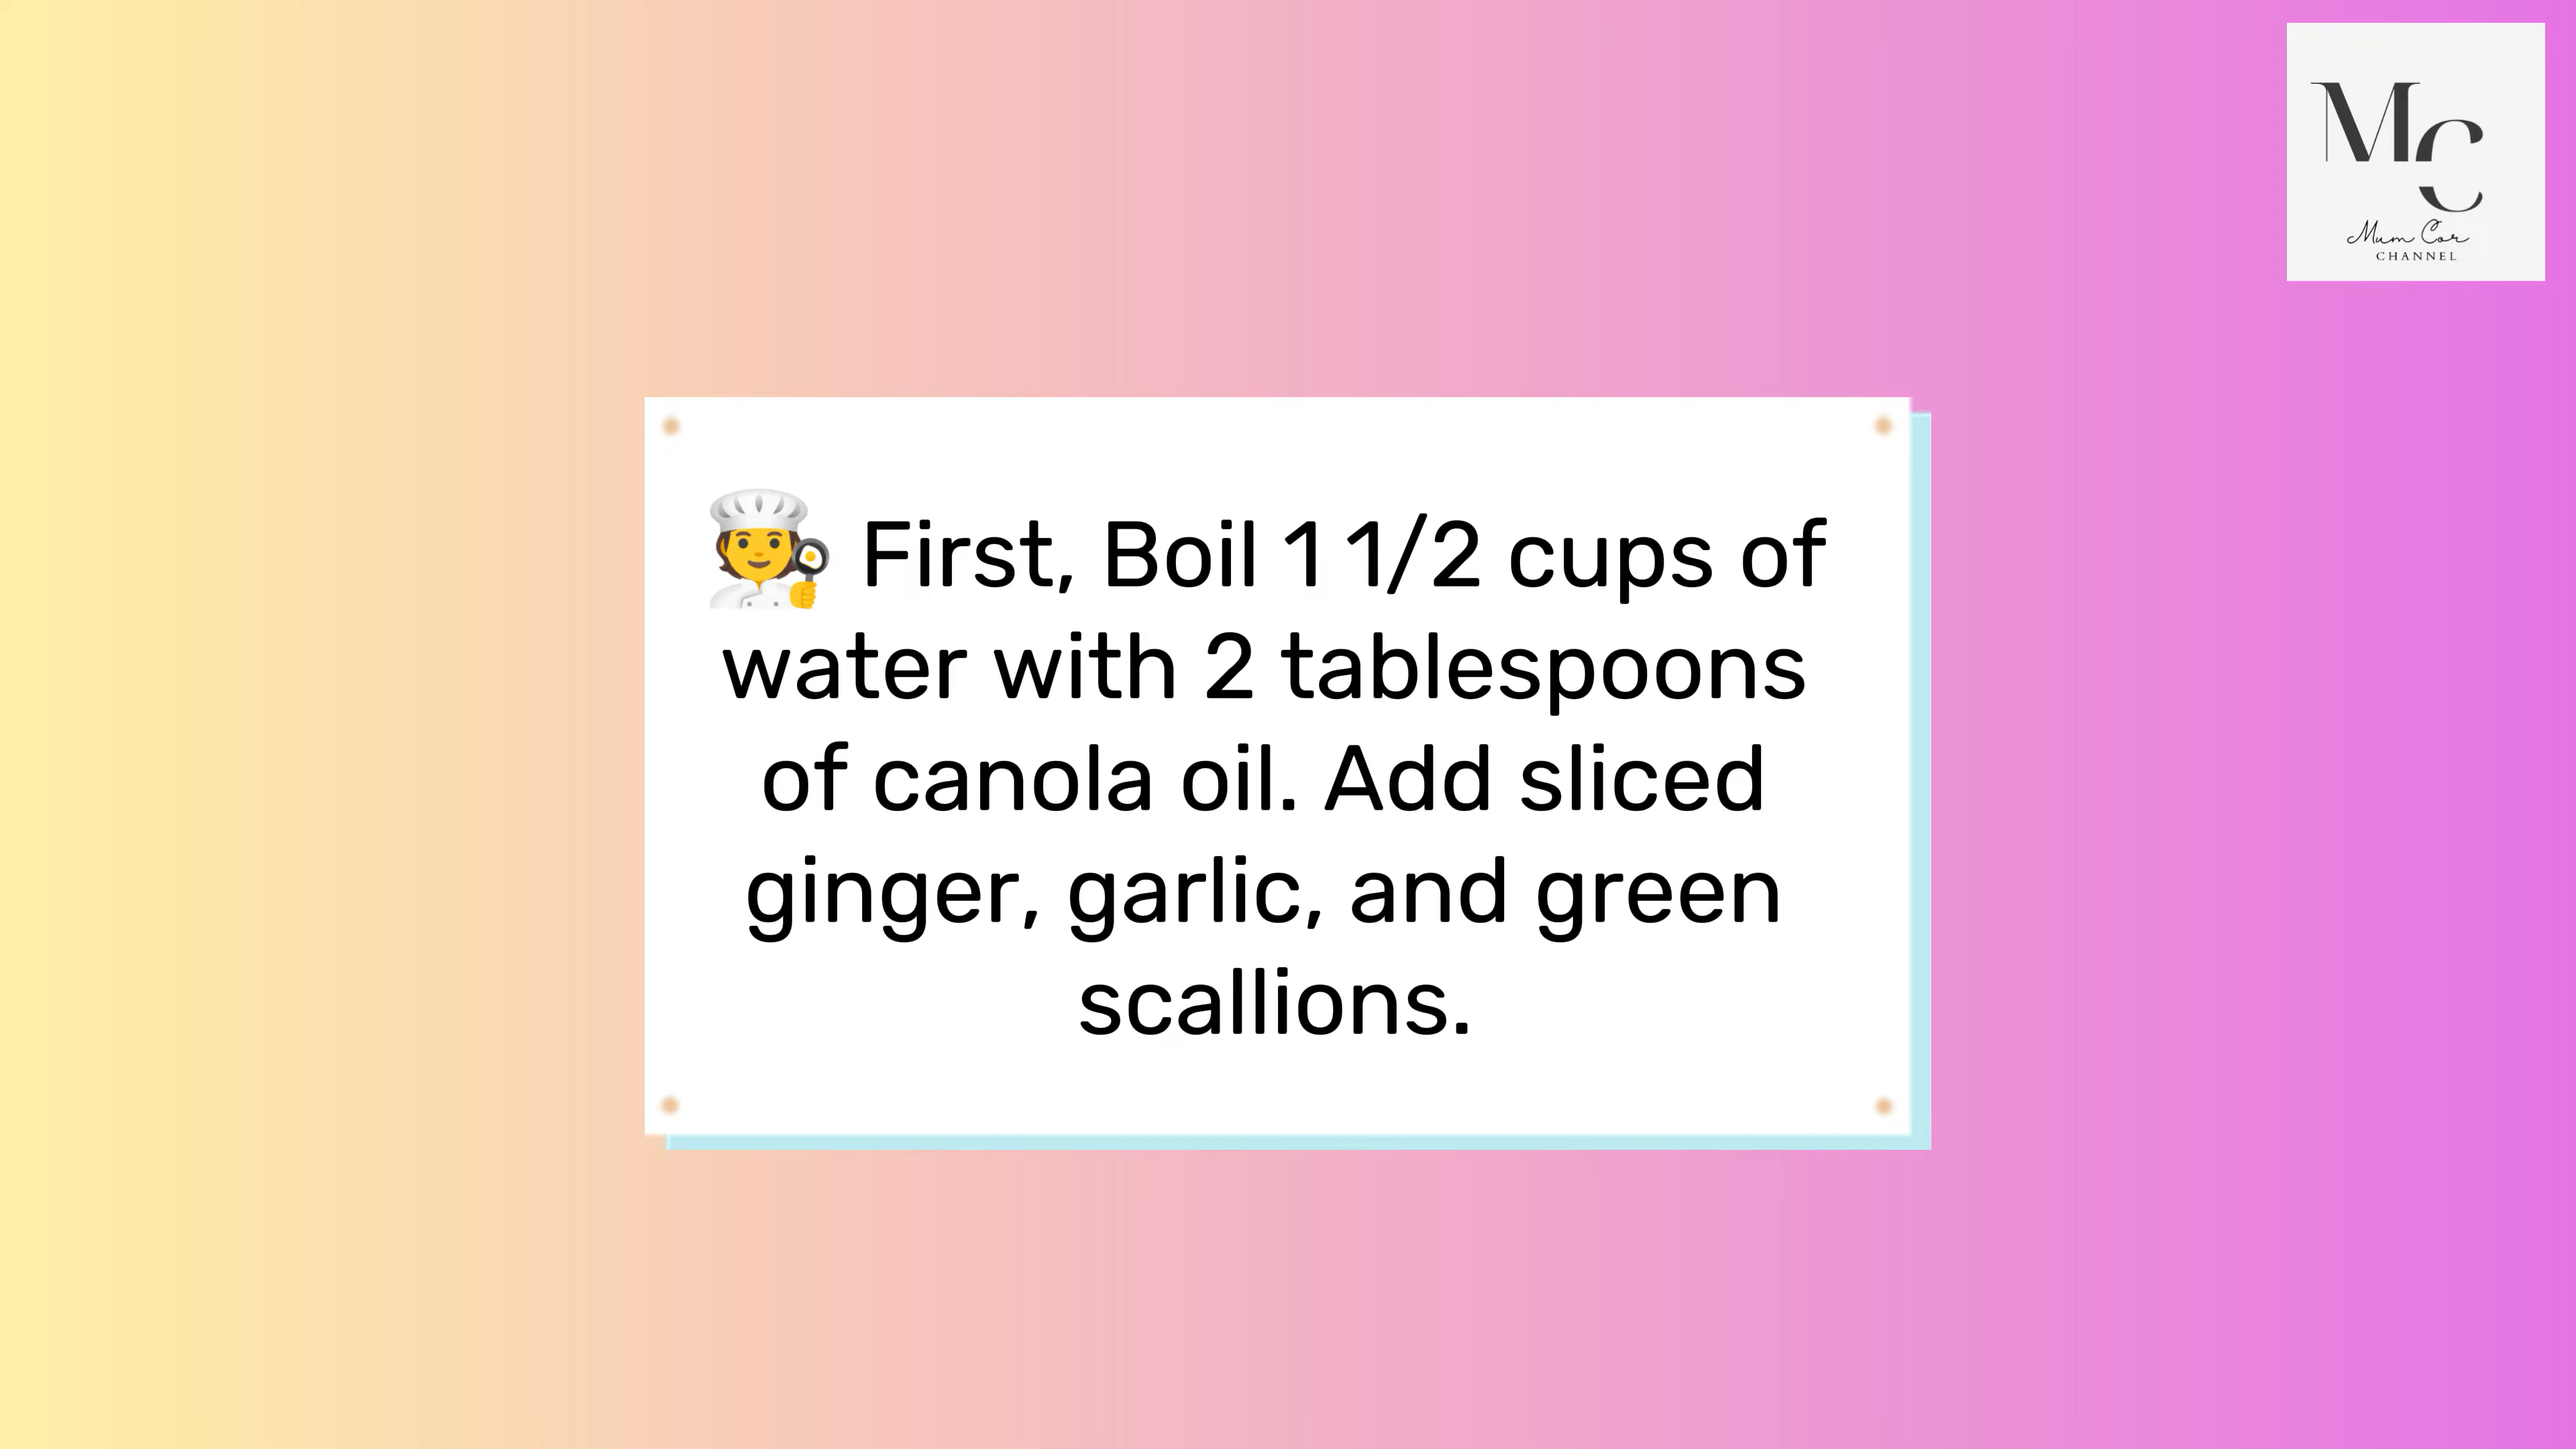 MC
Mum Cor
CHANNEL
🧑‍🍳 First, Boil 1 1/2 cups of
water with 2 tablespoons
of canola oil. Add sliced
ginger, garlic, and green
scallions.